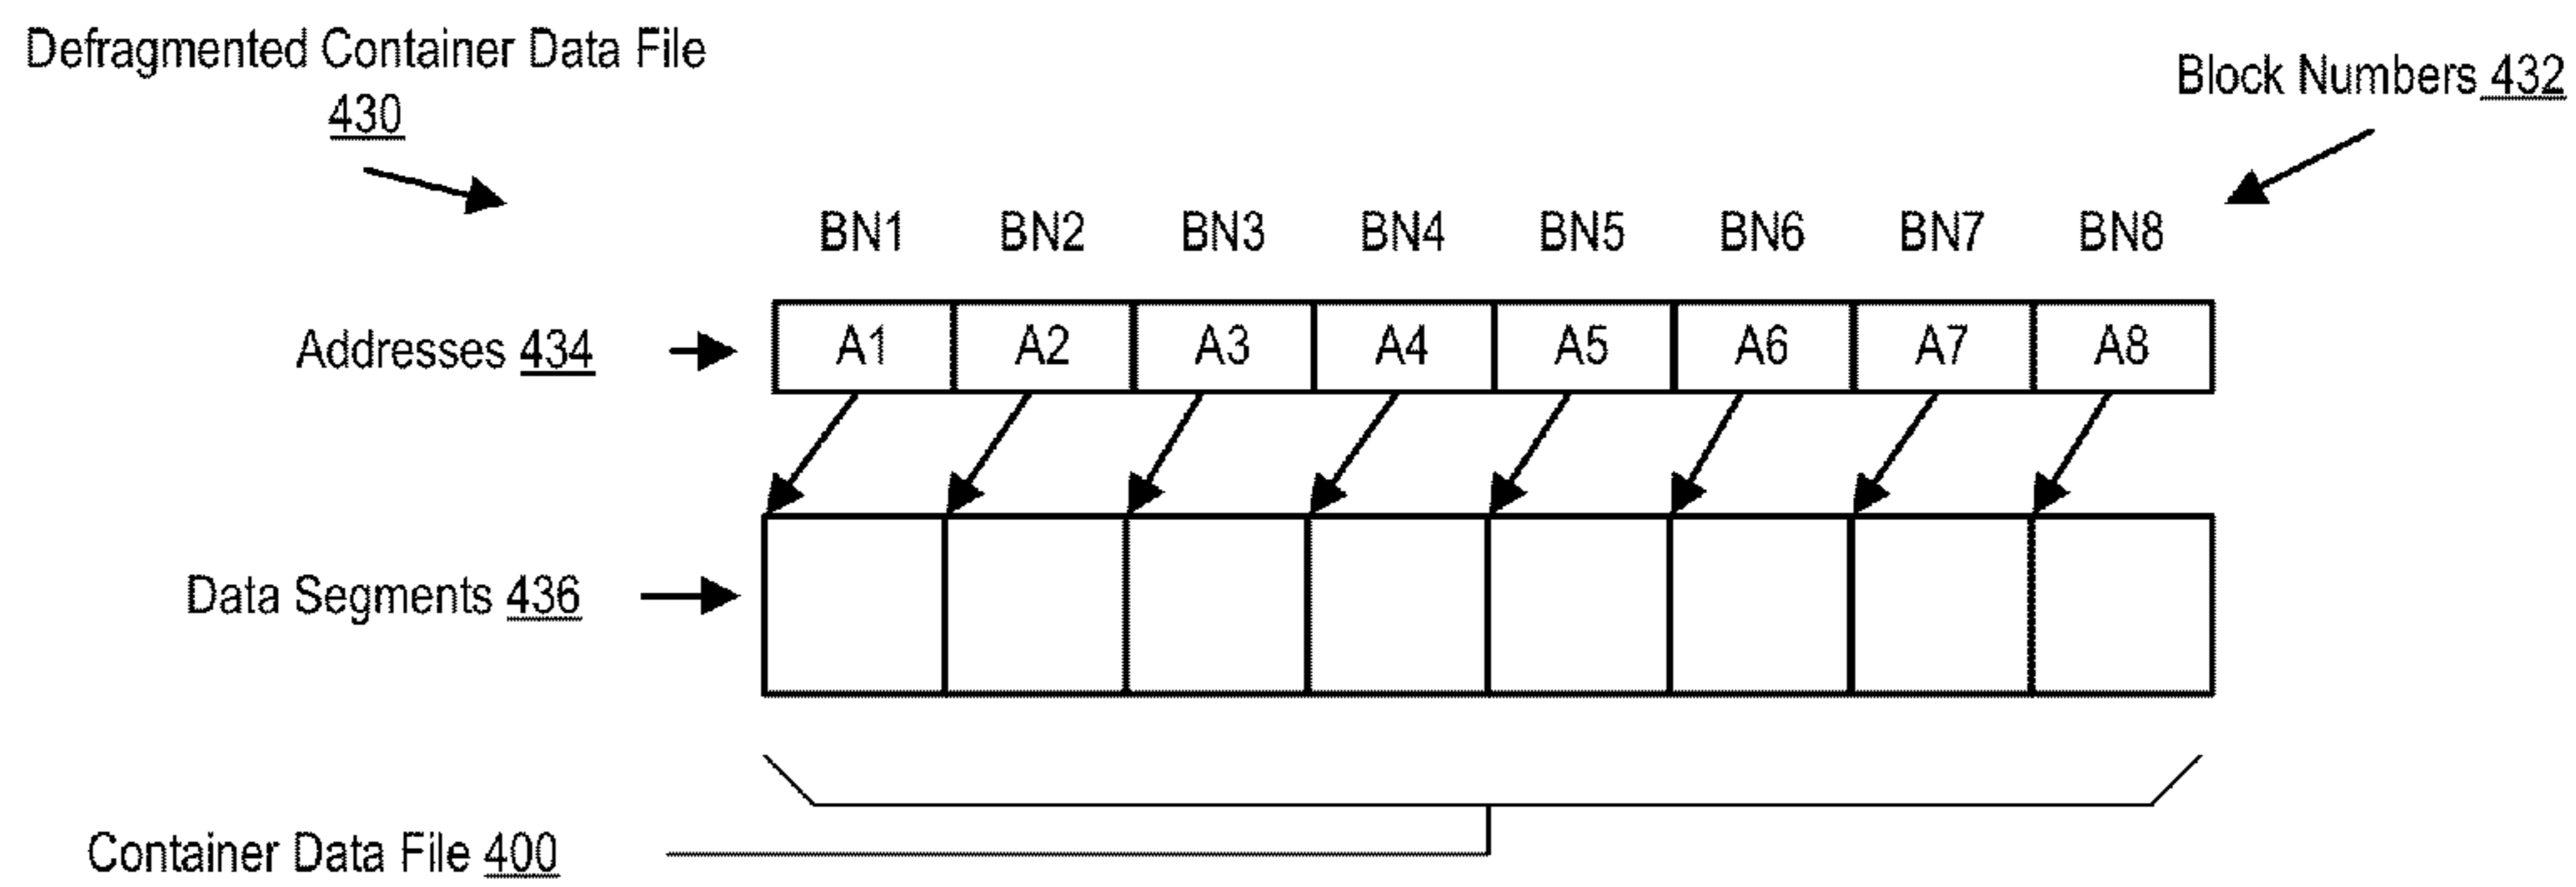 Defragmented Container Data File
430
Block Numbers 432
BN1 BN2 BN3 BN4 BN5 BN6 BN7 BN8
Addresses 434 A1 A2 A3 A4 A5 A6 A7 A8
Data Segments 436
Container Data File 400